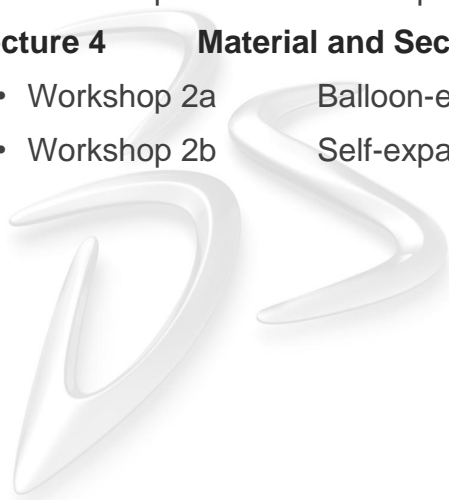 cture 4 Material and Sec
• Workshop 2a Balloon-e
• Workshop 2b Self-expa